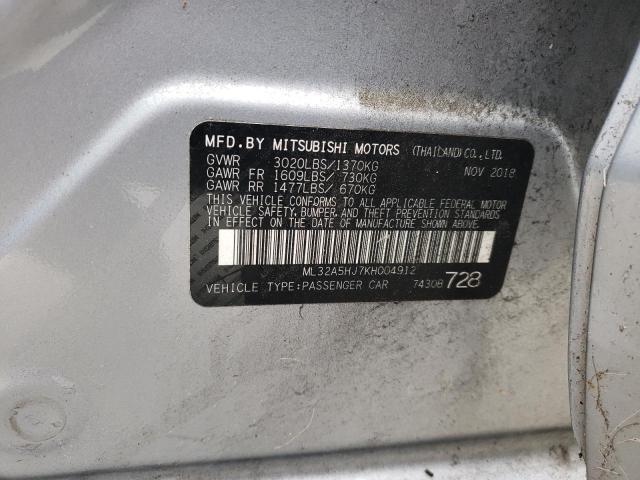 MFD.BY MITSUBISHI MOTORS (THAILAND) CO., LTD.
GVWR 3020LBS/1370KG NOV 2018
GAWR FR 1609LBS/ 730KG
GAWR RR 1477LBS/ 670KG
THIS VEHICLE CONFORMS TO ALL APPLICABLE FEDERAL MOTOR
VEHICLE SAFETY, BUMPER, AND THEFT PREVENTION STANDARDS
IN EFFECT ON THE DATE OF MANUFACTURE SHOWN ABOVE.
ML32A5HJ7KH004912
VEHICLE TYPE:PASSENGER CAR 7430B 728